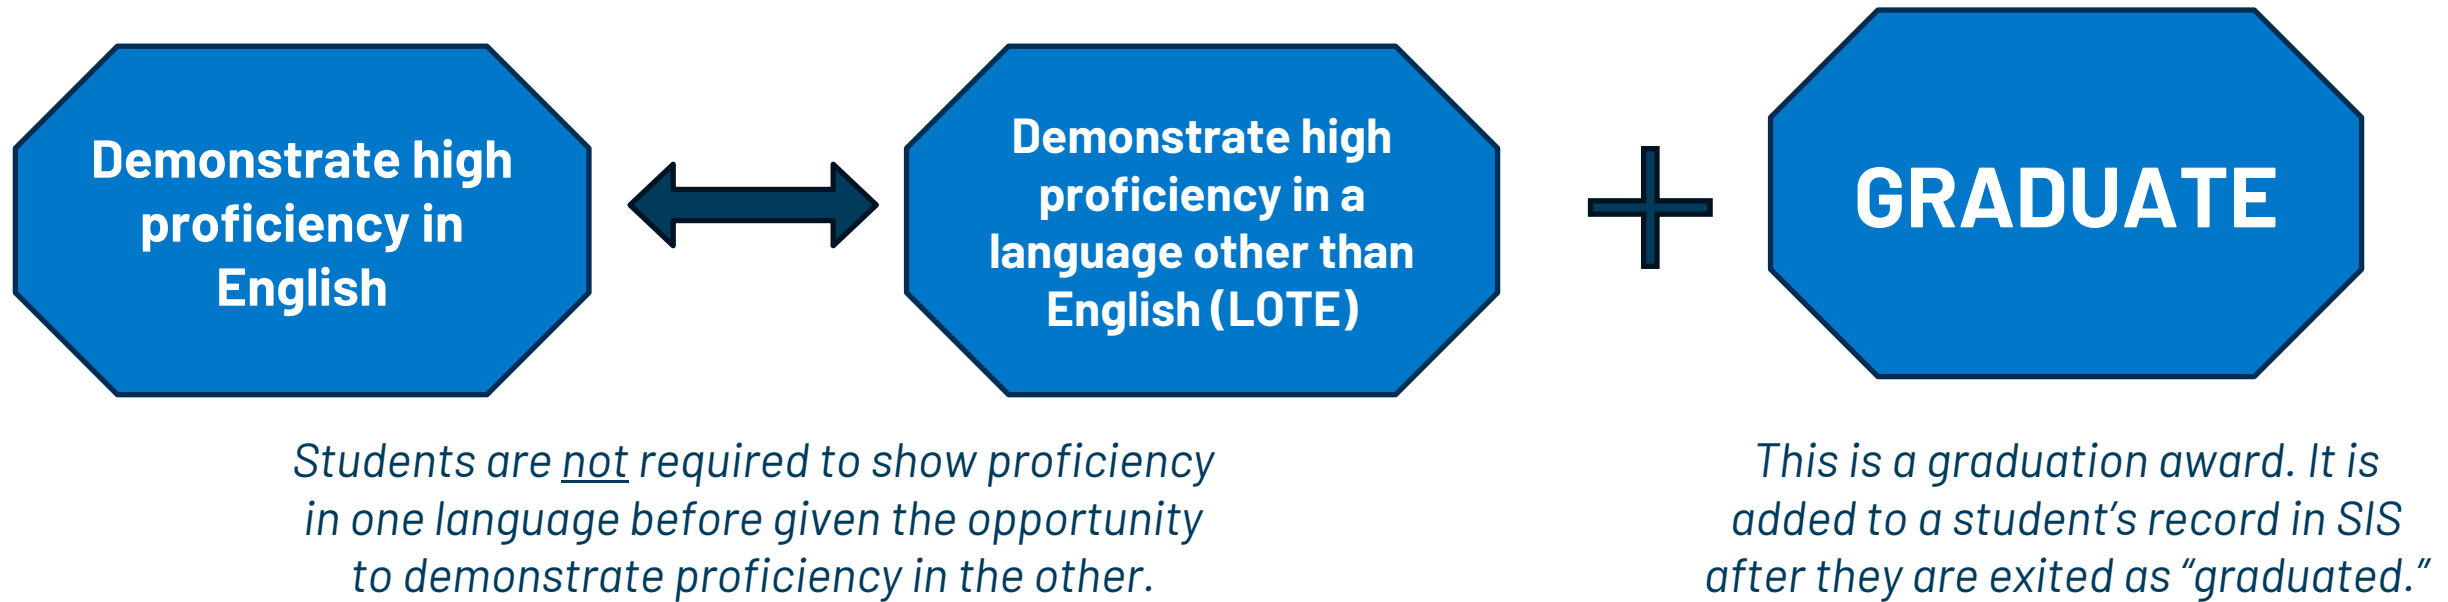 Demonstrate high
proficiency in
English
Demonstrate high
proficiency in a
language other than
English (LOTE)
GRADUATE
Students are not required to show proficiency
in one language before given the opportunity
to demonstrate proficiency in the other.
This is a graduation award. It is
added to a student’s record in SIS
after they are exited as “graduated.”